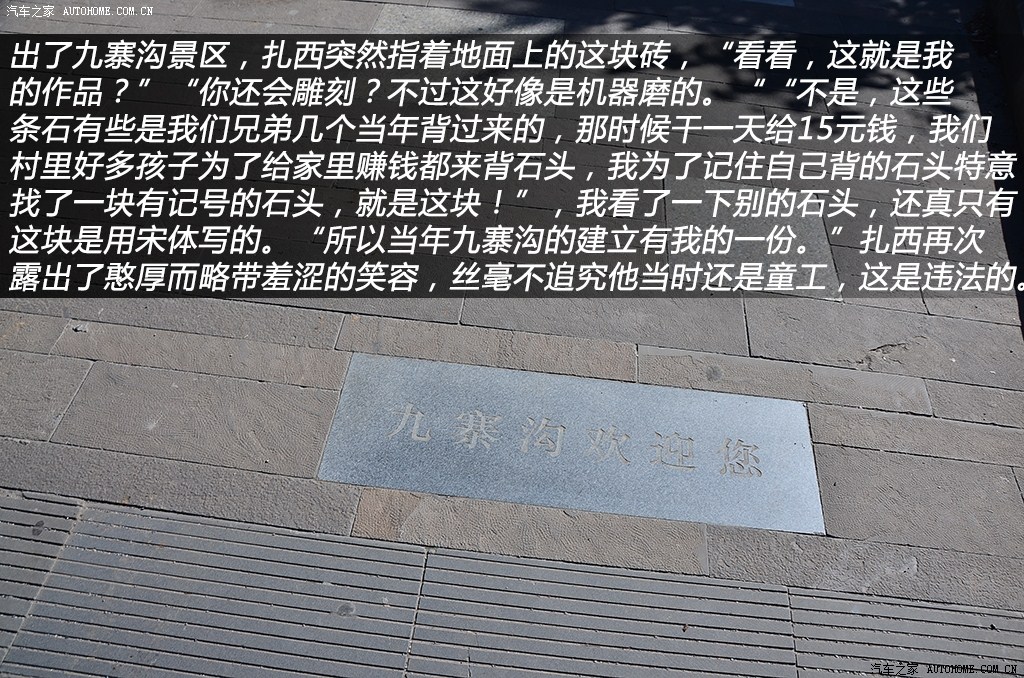 汽车之家 AUTOHOME.COM.CN
出了九寨沟景区，扎西突然指着地面上的这块砖，“看看，这就是我
的作品？”“你还会雕刻？不过这好像是机器磨的。““不是，这些
条石有些是我们兄弟几个当年背过来的，那时候干一天给15元钱，我们
村里好多孩子为了给家里赚钱都来背石头，我为了记住自己背的石头特意
找了一块有记号的石头，就是这块！”，我看了一下别的石头，还真只有
这块是用宋体写的。“所以当年九寨沟的建立有我的一份。”扎西再次
露出了憨厚而略带羞涩的笑容，丝毫不追究他当时还是童工，这是违法的。
九寨沟欢迎您
汽车之家 AUTOHOME.COM.CN